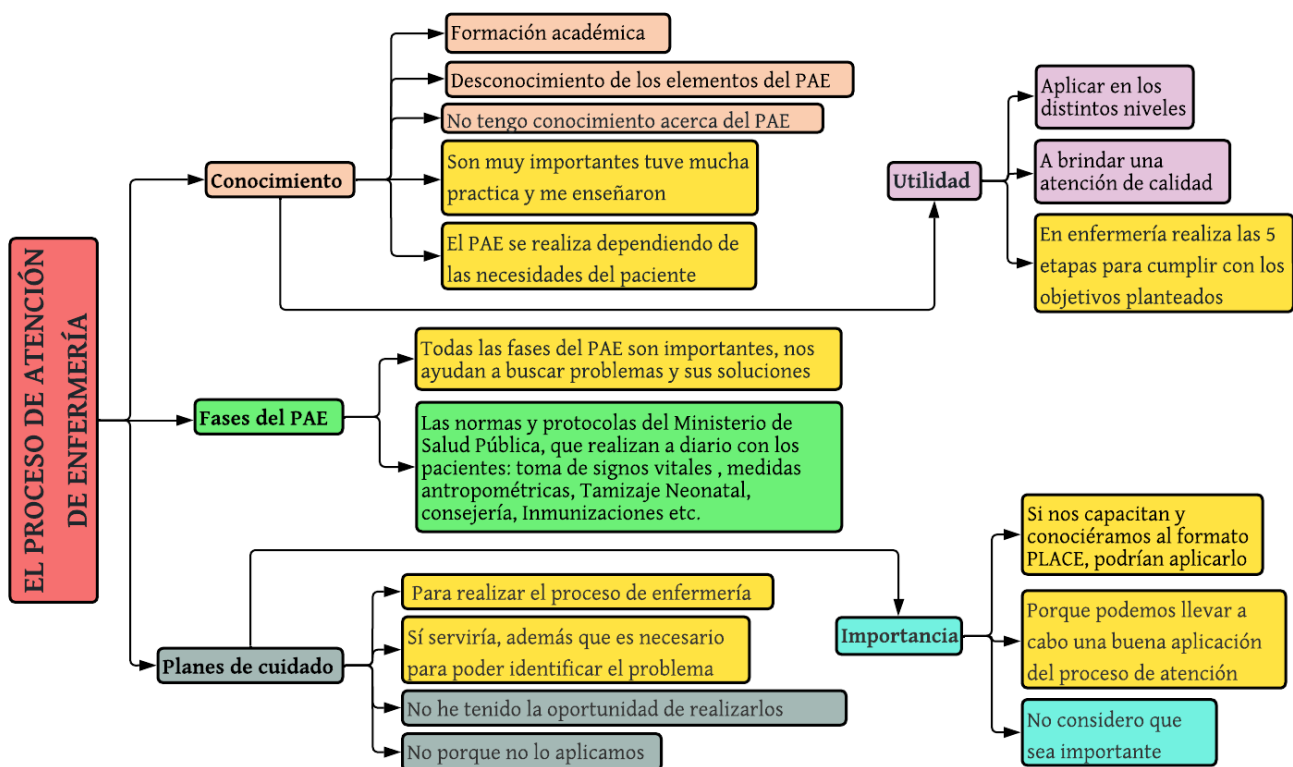 EL PROCESO DE ATENCIÓN
DE ENFERMERÍA
Conocimiento
Formación académica
Desconocimiento de los elementos del PAE
No tengo conocimiento acerca del PAE
Son muy importantes tuve mucha
practica y me enseñaron
El PAE se realiza dependiendo de
las necesidades del paciente
Utilidad
Aplicar en los
distintos niveles
A brindar una
atención de calidad
En enfermería realiza las 5
etapas para cumplir con los
objetivos planteados
Fases del PAE
Todas las fases del PAE son importantes, nos
ayudan a buscar problemas y sus soluciones
Las normas y protocolas del Ministerio de
Salud Pública, que realizan a diario con los
pacientes: toma de signos vitales , medidas
antropométricas, Tamizaje Neonatal,
consejería, Inmunizaciones etc.
Planes de cuidado
Para realizar el proceso de enfermería
Sí serviría, además que es necesario
para poder identificar el problema
No he tenido la oportunidad de realizarlos
No porque no lo aplicamos
Importancia
Si nos capacitan y
conociéramos al formato
PLACE, podrían aplicarlo
Porque podemos llevar a
cabo una buena aplicación
del proceso de atención
No considero que
sea importante